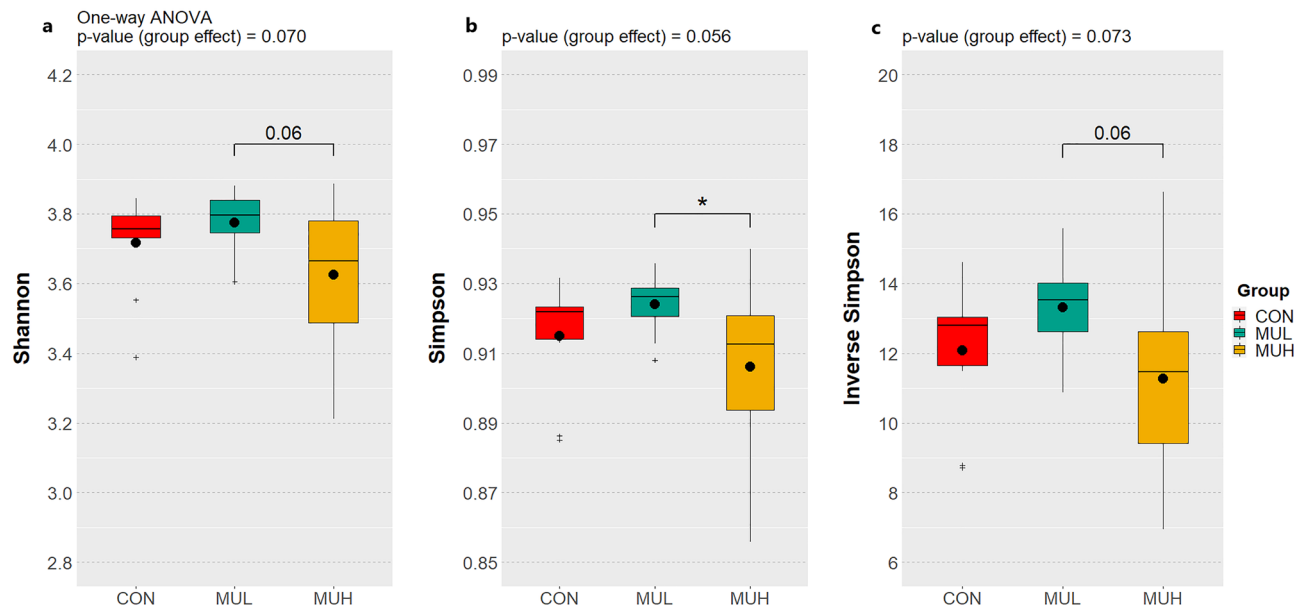 a
One-way ANOVA
p-value (group effect) = 0.070
Shannon
4.2
4.0
3.8
3.6
3.4
3.2
3.0
2.8
0.06
CON MUL MUH
b
p-value (group effect) = 0.056
Simpson
0.99
0.97
0.95
0.93
0.91
0.89
0.87
0.85
*
CON MUL MUH
c
p-value (group effect) = 0.073
Inverse Simpson
20
18
16
14
12
10
8
6
0.06
CON MUL MUH
Group
CON
MUL
MUH